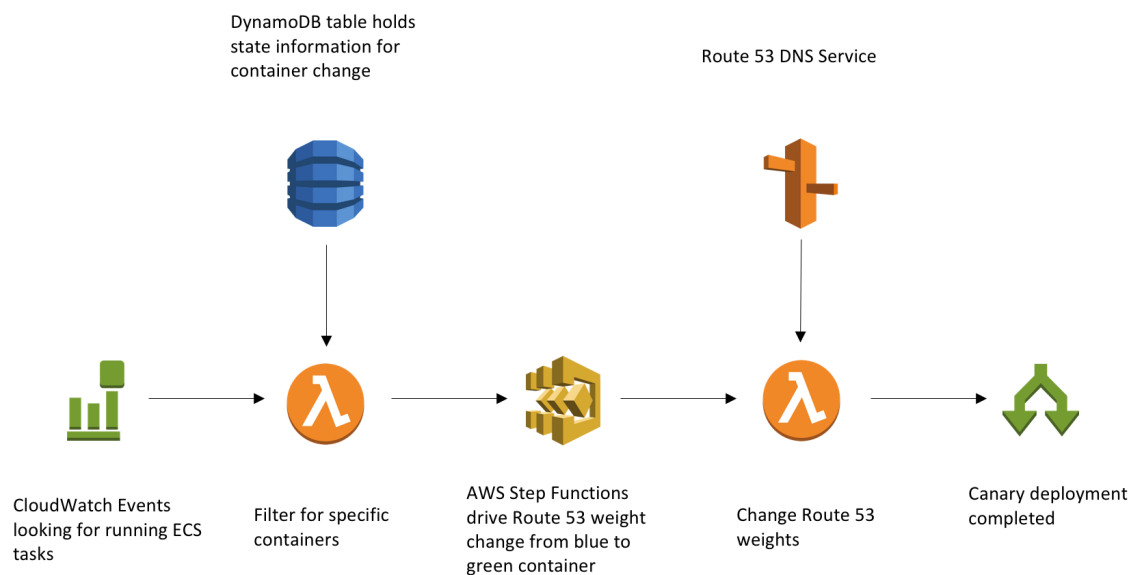 DynamoDB table holds
state information for
container change
Route 53 DNS Service
CloudWatch Events
looking for running ECS
tasks
Filter for specific
containers
AWS Step Functions
drive Route 53 weight
change from blue to
green container
Change Route 53
weights
Canary deployment
completed